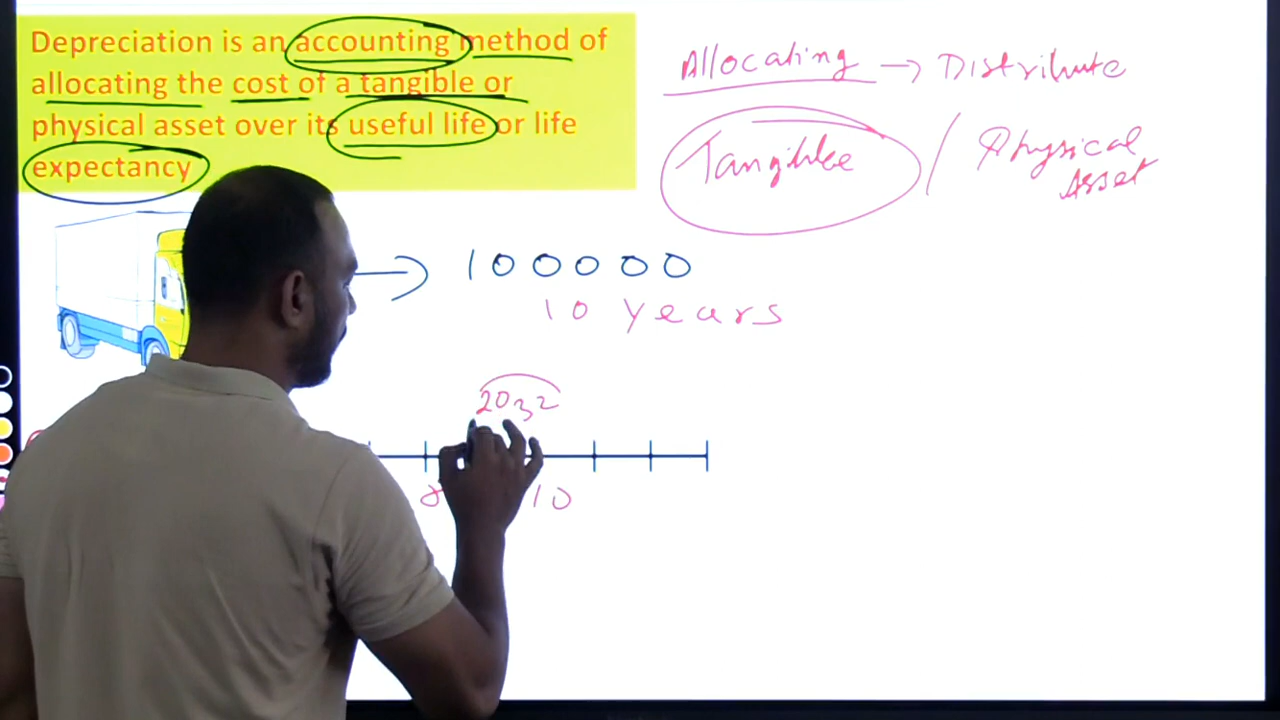 Depreciation is an accounting method of
allocating the cost of a tangible or
physical asset over its useful life or life
expectancy
Allocating → Distribute
Tangible / Physical
Asset
→ 100000
10 years
2032
8 10